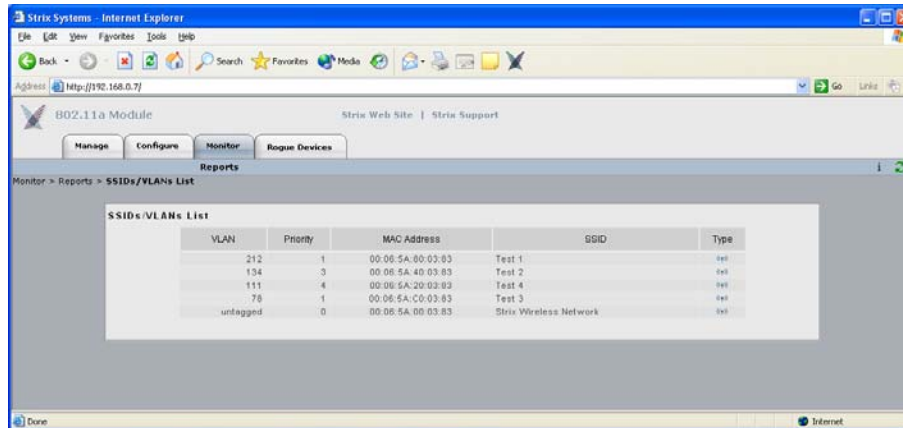 Strix Systems - Internet Explorer
File Edit View Favorites Tools Help
Back Search Favorites Media
Address http://192.168.0.7/ Go Links
802.11a Module Strix Web Site | Strix Support
Manage Configure Monitor Rogue Devices
Reports i
Monitor > Reports > SSIDs/VLANs List
SSIDs/VLANs List
VLAN Priority MAC Address SSID Type
212 1 00:06:5A:80:03:83 Test 1
134 3 00:06:5A:40:03:83 Test 2
111 4 00:06:5A:20:03:83 Test 4
78 1 00:06:5A:C0:03:83 Test 3
untagged 0 00:06:5A:00:03:83 Strix Wireless Network
Done Internet